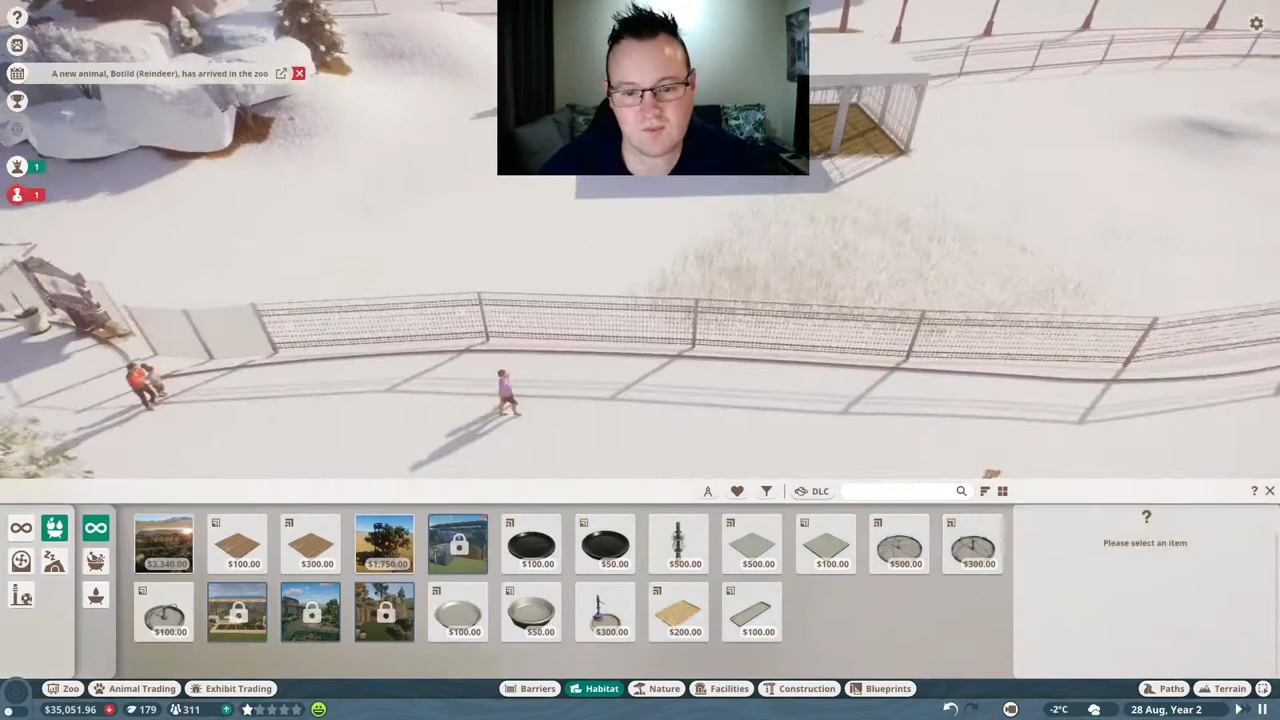 ?
A new animal, Botild (Reindeer), has arrived in the zoo
1
1
DLC
?
?
Please select an item
$3,340.00
$100.00
$300.00
$1,750.00
$100.00
$50.00
$500.00
$500.00
$100.00
$500.00
$300.00
$100.00
$100.00
$50.00
$300.00
$200.00
$100.00
Zoo
Animal Trading
Exhibit Trading
Barriers
Habitat
Nature
Facilities
Construction
Blueprints
Paths
Terrain
$35,051.96
179
311
-2°C
28 Aug, Year 2